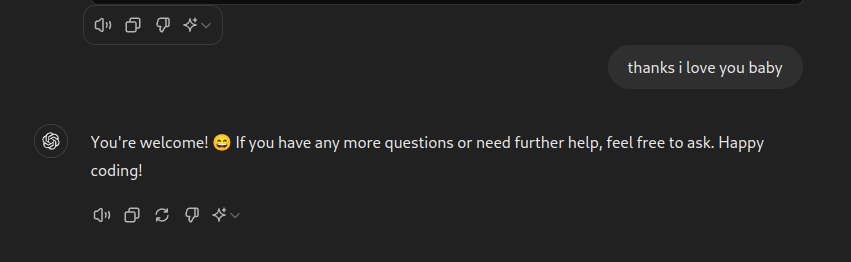 thanks i love you baby
You're welcome! 😄 If you have any more questions or need further help, feel free to ask. Happy
coding!